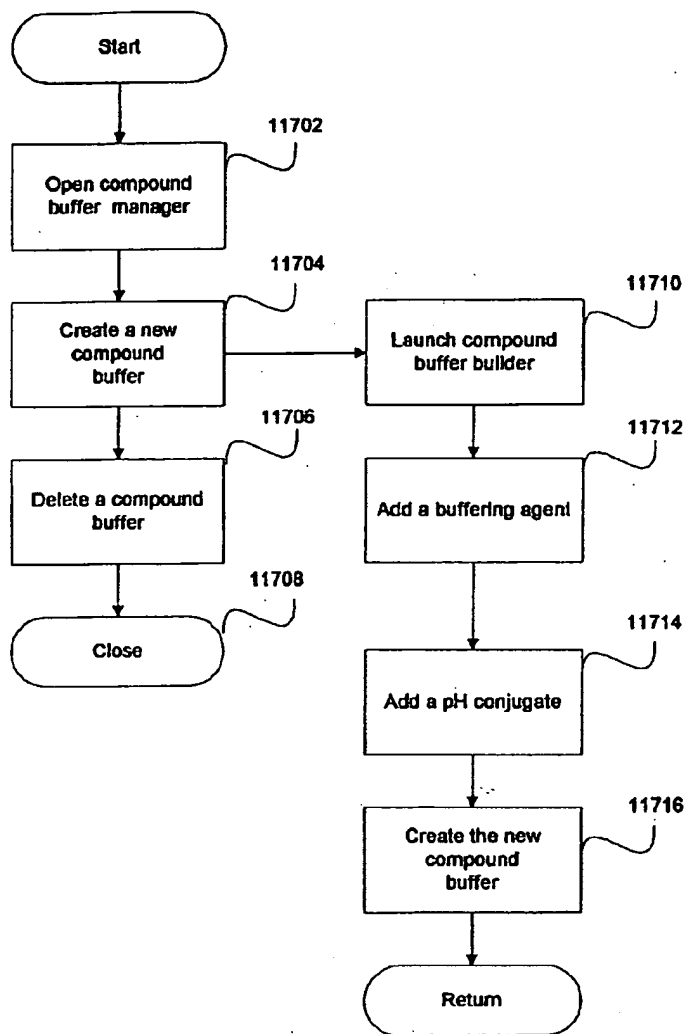 Start
11702
Open compound
buffer manager
11704
Create a new
compound
buffer
11706
Delete a compound
buffer
11708
Close
11710
Launch compound
buffer builder
11712
Add a buffering agent
11714
Add a pH conjugate
11716
Create the new
compound
buffer
Return